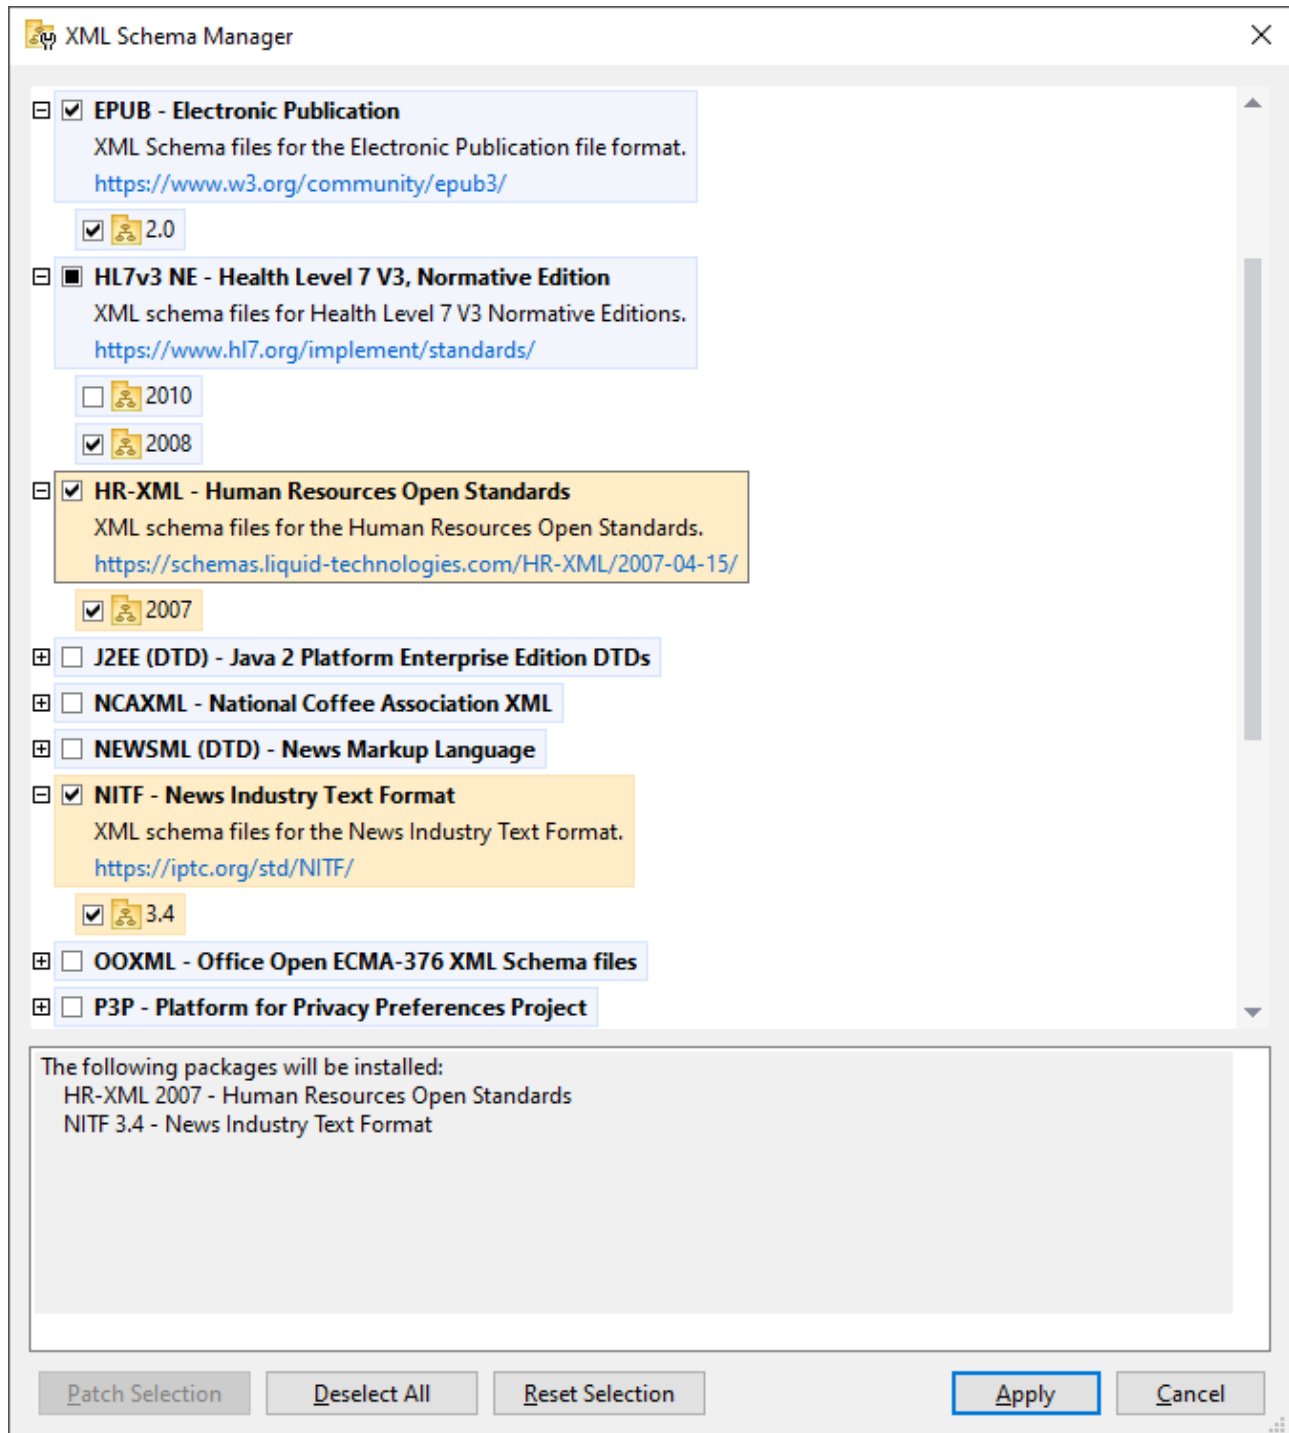 XML Schema Manager
EPUB - Electronic Publication
XML Schema files for the Electronic Publication file format.
https://www.w3.org/community/epub3/
2.0
HL7v3 NE - Health Level 7 V3, Normative Edition
XML schema files for Health Level 7 V3 Normative Editions.
https://www.hl7.org/implement/standards/
2010
2008
HR-XML - Human Resources Open Standards
XML schema files for the Human Resources Open Standards.
https://schemas.liquid-technologies.com/HR-XML/2007-04-15/
2007
J2EE (DTD) - Java 2 Platform Enterprise Edition DTDs
NCAXML - National Coffee Association XML
NEWSML (DTD) - News Markup Language
NITF - News Industry Text Format
XML schema files for the News Industry Text Format.
https://iptc.org/std/NITF/
3.4
OOXML - Office Open ECMA-376 XML Schema files
P3P - Platform for Privacy Preferences Project
The following packages will be installed:
HR-XML 2007 - Human Resources Open Standards
NITF 3.4 - News Industry Text Format
Patch Selection Deselect All Reset Selection Apply Cancel